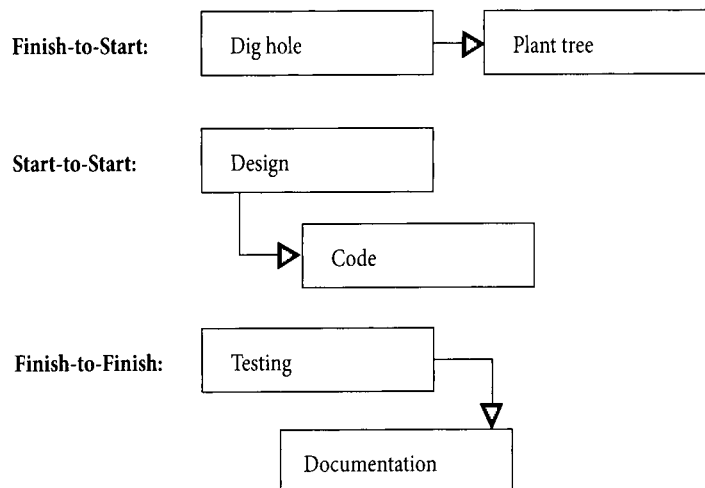 Finish-to-Start: Dig hole Plant tree
Start-to-Start: Design
Code
Finish-to-Finish: Testing
Documentation